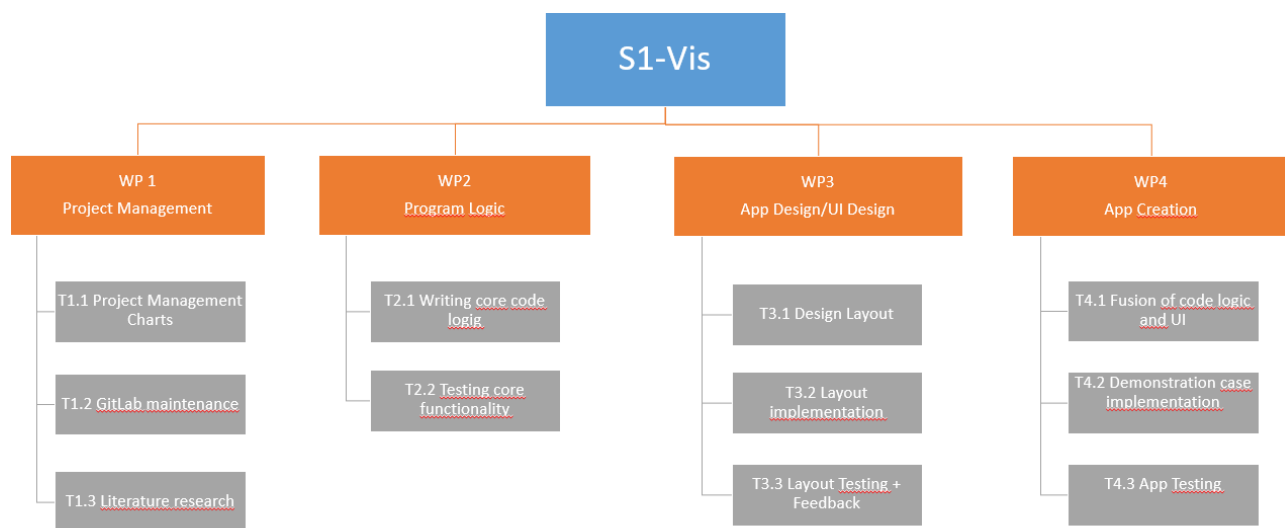 S1-Vis
WP 1
Project Management
T1.1 Project Management
Charts
T1.2 GitLab maintenance
T1.3 Literature research
WP2
Program Logic
T2.1 Writing core code
logig
T2.2 Testing core
functionality
WP3
App Design/UI Design
T3.1 Design Layout
T3.2 Layout
implementation
T3.3 Layout Testing +
Feedback
WP4
App Creation
T4.1 Fusion of code logic
and UI
T4.2 Demonstration case
implementation
T4.3 App Testing